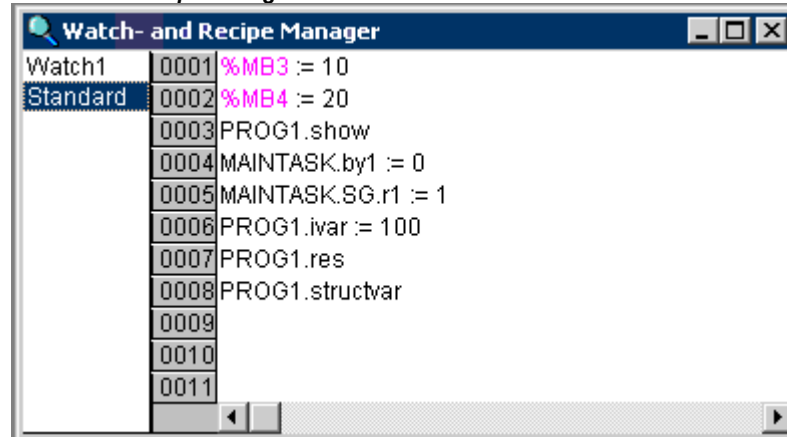 Watch- and Recipe Manager
Watch1
Standard
0001 %MB3 := 10
0002 %MB4 := 20
0003 PROG1.show
0004 MAINTASK.by1 := 0
0005 MAINTASK.SG.r1 := 1
0006 PROG1.ivar := 100
0007 PROG1.res
0008 PROG1.structvar
0009
0010
0011